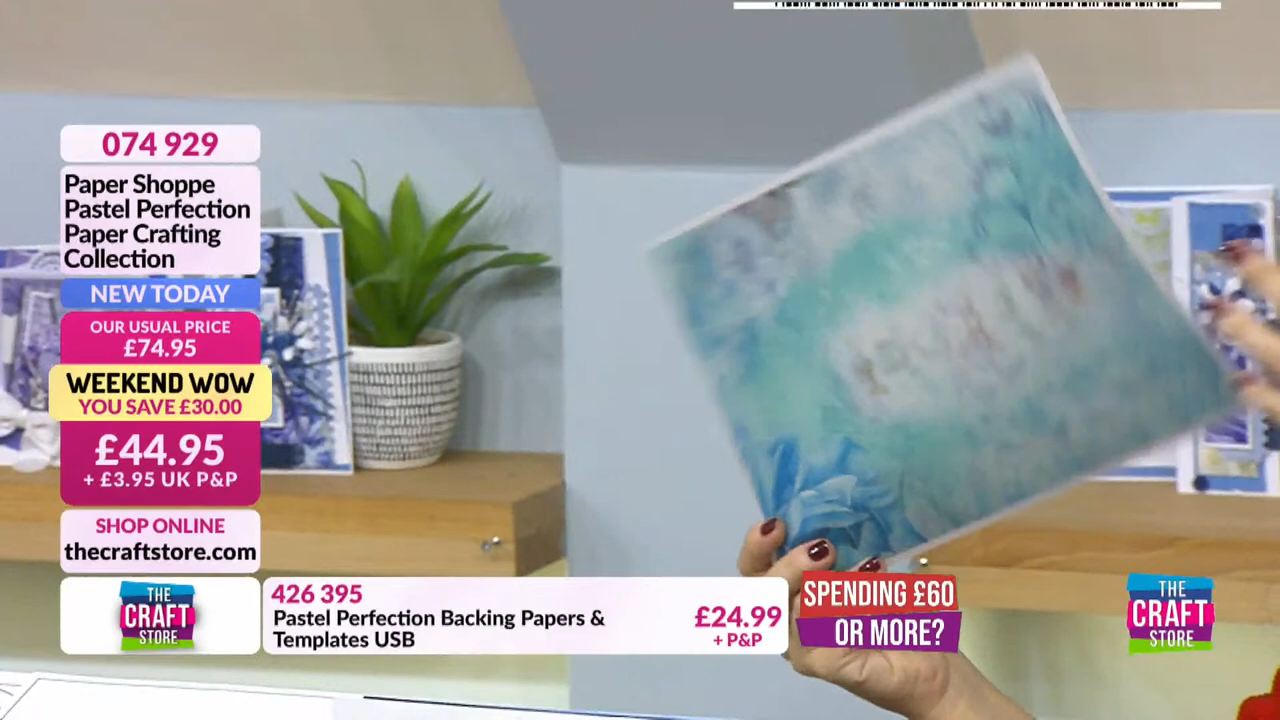 074 929
Paper Shoppe
Pastel Perfection
Paper Crafting
Collection
NEW TODAY
OUR USUAL PRICE
£74.95
WEEKEND WOW
YOU SAVE £30.00
£44.95
+ £3.95 UK P&P
SHOP ONLINE
thecraftstore.com
THE
CRAFT
STORE
426 395
Pastel Perfection Backing Papers &
Templates USB
£24.99
+ P&P
SPENDING £60
OR MORE?
THE
CRAFT
STORE